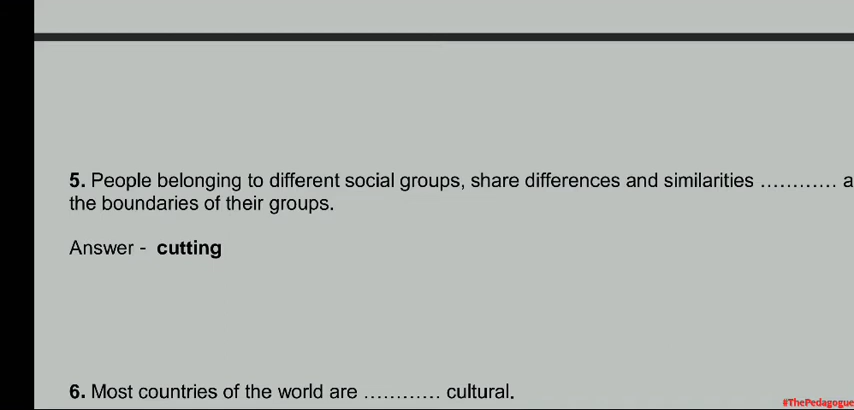 5. People belonging to different social groups, share differences and similarities ............ a
the boundaries of their groups.
Answer - cutting
6. Most countries of the world are ............ cultural.
#ThePedagogue